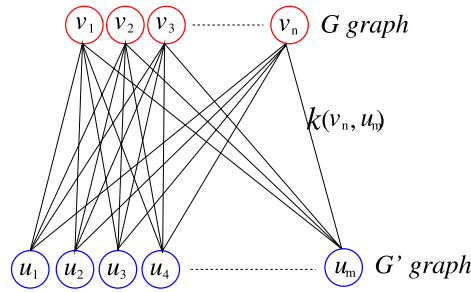 v₁ v₂ v₃ vₙ G graph
k(vₙ, uₘ)
u₁ u₂ u₃ u₄ uₘ G' graph